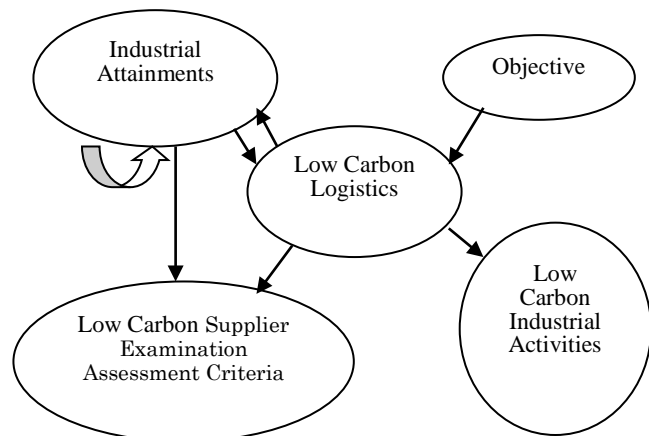 Industrial
Attainments
Objective
Low Carbon
Logistics
Low
Carbon
Industrial
Activities
Low Carbon Supplier
Examination
Assessment Criteria